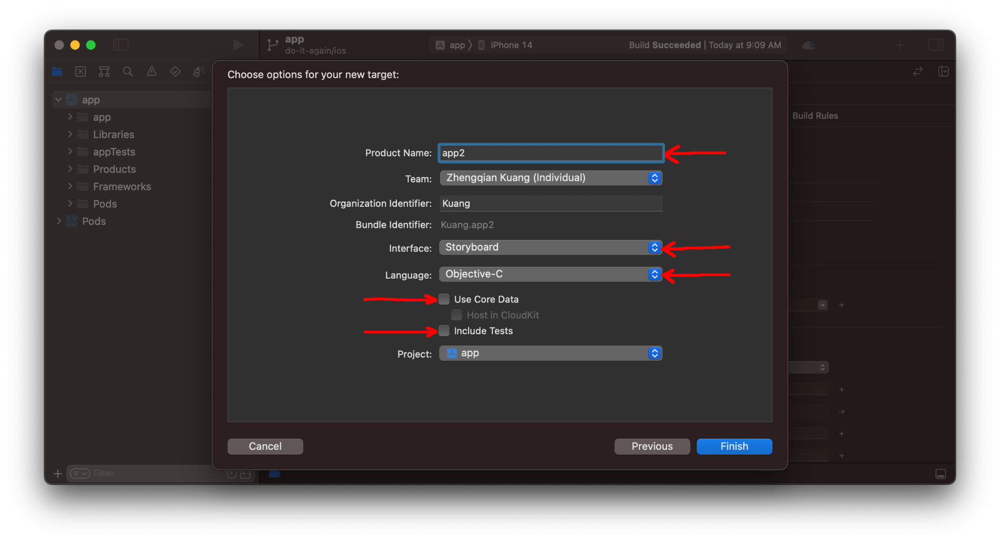 app
do-it-again/ios
app
iPhone 14
Build Succeeded | Today at 9:09 AM
Choose options for your new target:
app
app
Libraries
appTests
Products
Frameworks
Pods
Pods
Build Rules
Product Name: app2
Team: Zhengqian Kuang (Individual)
Organization Identifier: Kuang
Bundle Identifier: Kuang.app2
Interface: Storyboard
Language: Objective-C
Use Core Data
Host in CloudKit
Include Tests
Project: app
Cancel
Previous
Finish
Filter